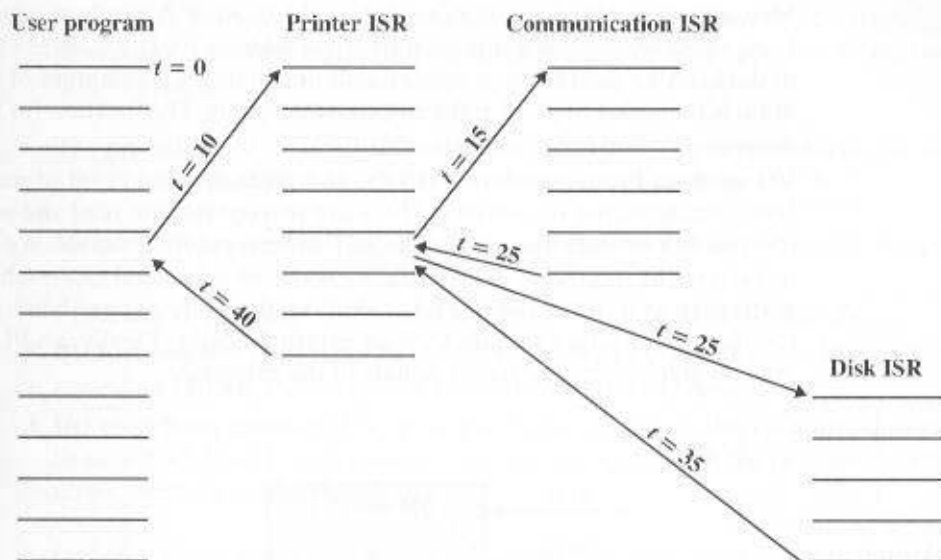 User program Printer ISR Communication ISR
t = 0
t = 10
t = 15
t = 25
t = 40
t = 25
Disk ISR
t = 35